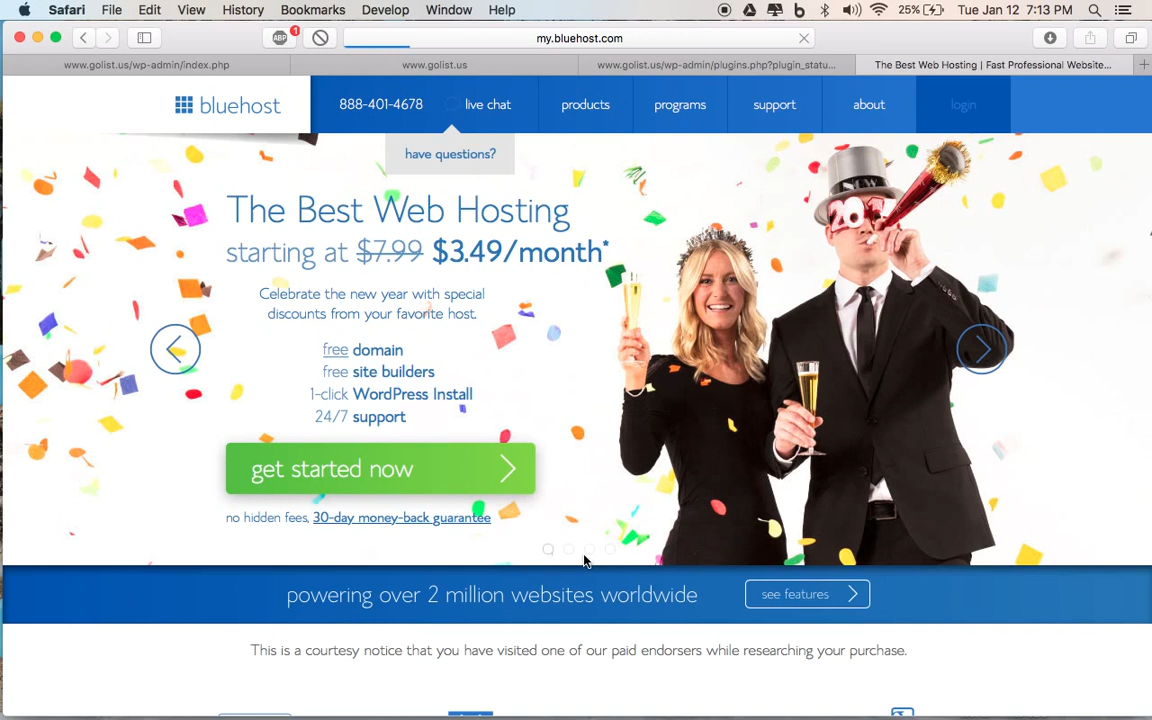 Safari File Edit View History Bookmarks Develop Window Help 25% Tue Jan 12 7:13 PM
ABP 1 my.bluehost.com
www.golist.us/wp-admin/index.php www.golist.us www.golist.us/wp-admin/plugins.php?plugin_statu... The Best Web Hosting | Fast Professional Website...
bluehost 888-401-4678 live chat products programs support about login
have questions?
The Best Web Hosting
starting at $7.99 $3.49/month*
Celebrate the new year with special
discounts from your favorite host.
free domain
free site builders
1-click WordPress Install
24/7 support
get started now
no hidden fees, 30-day money-back guarantee
powering over 2 million websites worldwide see features
This is a courtesy notice that you have visited one of our paid endorsers while researching your purchase.